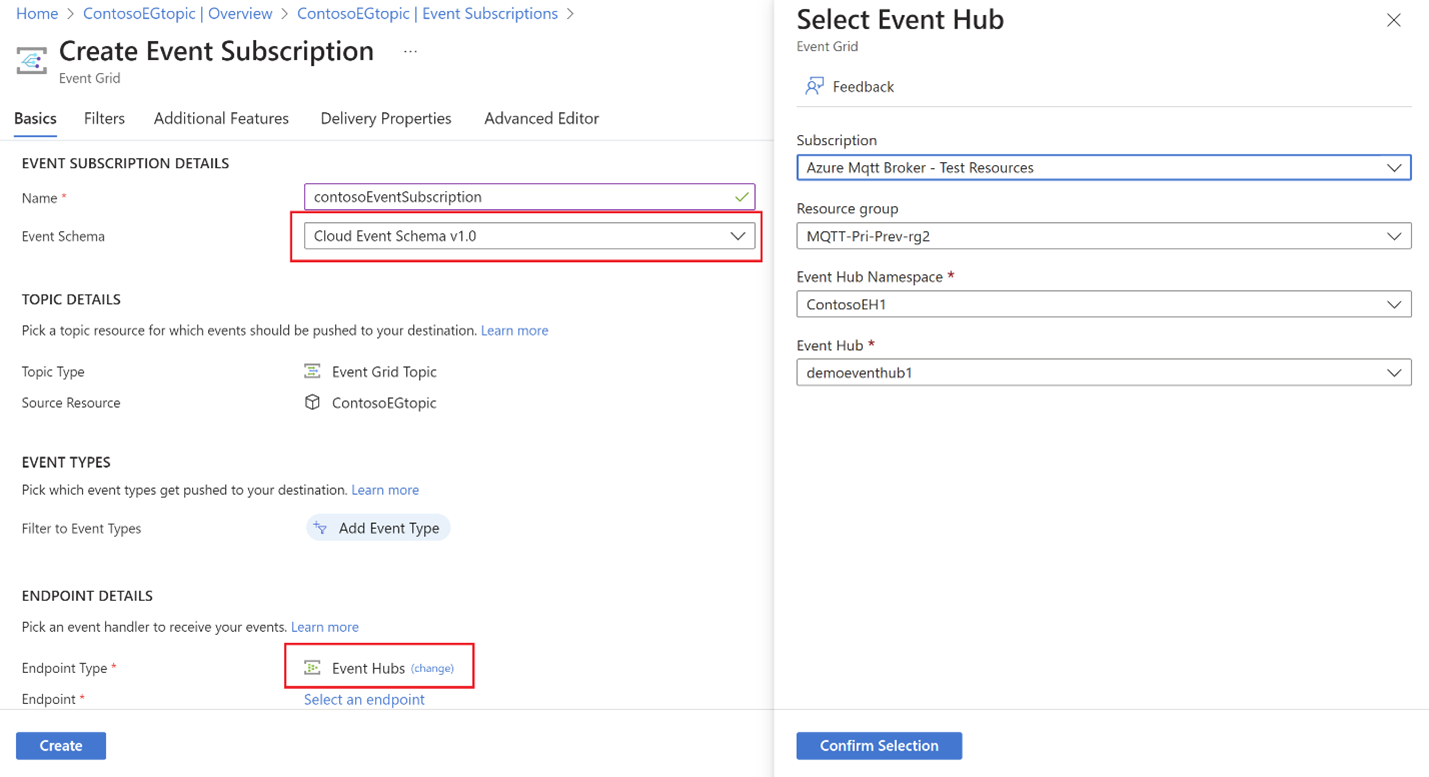 Home > ContosoEGtopic | Overview > ContosoEGtopic | Event Subscriptions >
Create Event Subscription ...
Event Grid
Basics Filters Additional Features Delivery Properties Advanced Editor
EVENT SUBSCRIPTION DETAILS
Name * contosoEventSubscription
Event Schema Cloud Event Schema v1.0
TOPIC DETAILS
Pick a topic resource for which events should be pushed to your destination. Learn more
Topic Type Event Grid Topic
Source Resource ContosoEGtopic
EVENT TYPES
Pick which event types get pushed to your destination. Learn more
Filter to Event Types Add Event Type
ENDPOINT DETAILS
Pick an event handler to receive your events. Learn more
Endpoint Type * Event Hubs (change)
Endpoint * Select an endpoint
Create
Select Event Hub
Event Grid
Feedback
Subscription
Azure Mqtt Broker - Test Resources
Resource group
MQTT-Pri-Prev-rg2
Event Hub Namespace *
ContosoEH1
Event Hub *
demoeventhub1
Confirm Selection